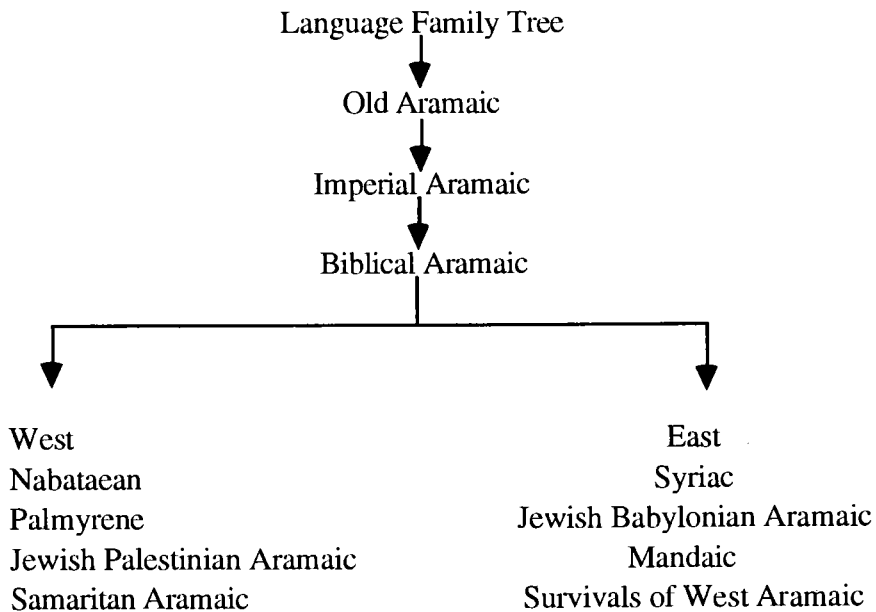 Language Family Tree
Old Aramaic
Imperial Aramaic
Biblical Aramaic
West
Nabataean
Palmyrene
Jewish Palestinian Aramaic
Samaritan Aramaic
East
Syriac
Jewish Babylonian Aramaic
Mandaic
Survivals of West Aramaic